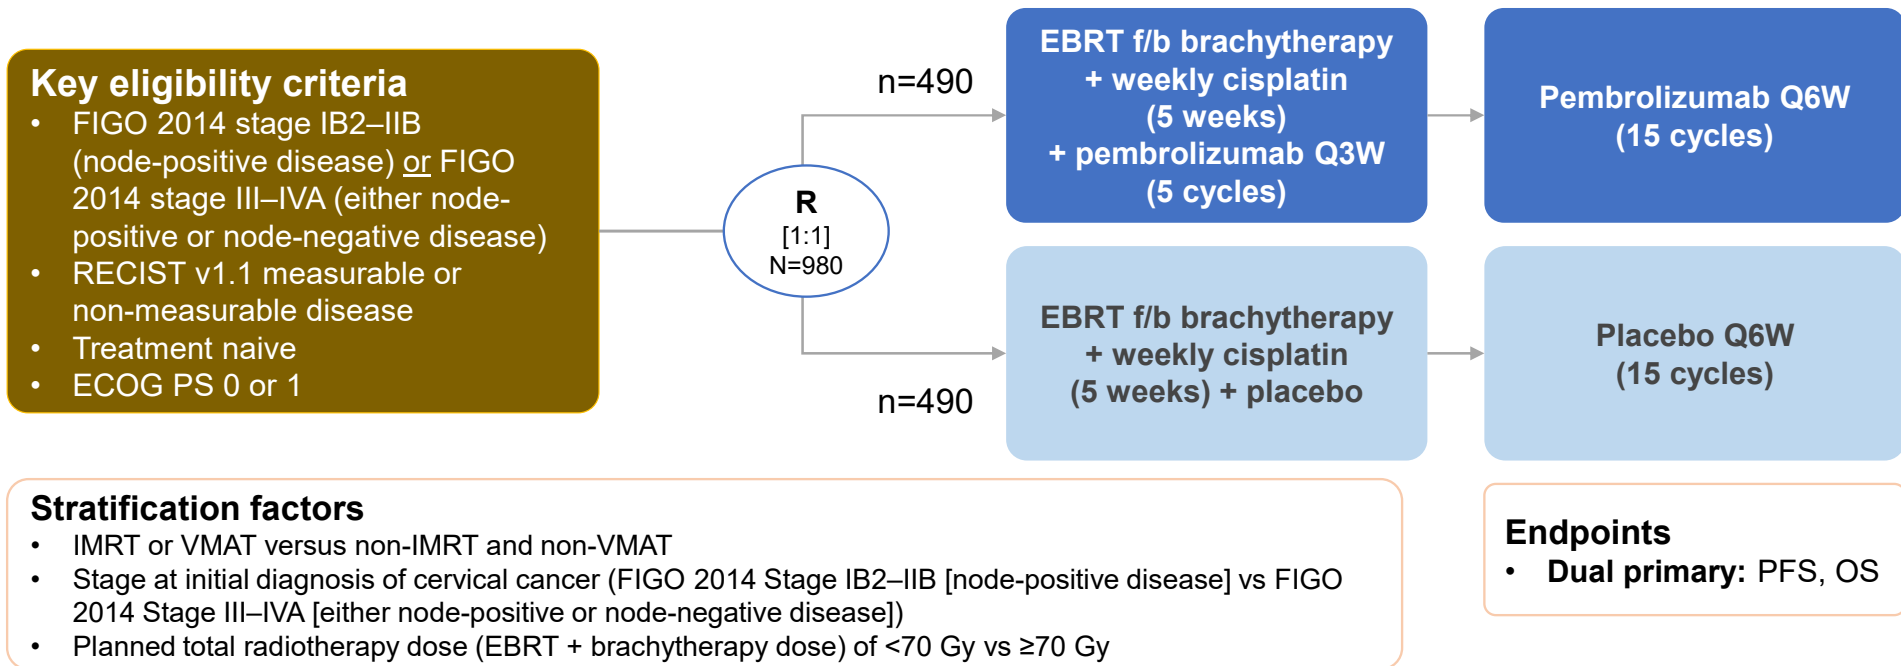 Key eligibility criteria
• FIGO 2014 stage IB2–IIB
(node-positive disease) or FIGO
2014 stage III–IVA (either node-
positive or node-negative disease)
• RECIST v1.1 measurable or
non-measurable disease
• Treatment naive
• ECOG PS 0 or 1
R
[1:1]
N=980
n=490
EBRT f/b brachytherapy
+ weekly cisplatin
(5 weeks)
+ pembrolizumab Q3W
(5 cycles)
Pembrolizumab Q6W
(15 cycles)
n=490
EBRT f/b brachytherapy
+ weekly cisplatin
(5 weeks) + placebo
Placebo Q6W
(15 cycles)
Stratification factors
• IMRT or VMAT versus non-IMRT and non-VMAT
• Stage at initial diagnosis of cervical cancer (FIGO 2014 Stage IB2–IIB [node-positive disease] vs FIGO
2014 Stage III–IVA [either node-positive or node-negative disease])
• Planned total radiotherapy dose (EBRT + brachytherapy dose) of <70 Gy vs ≥70 Gy
Endpoints
• Dual primary: PFS, OS